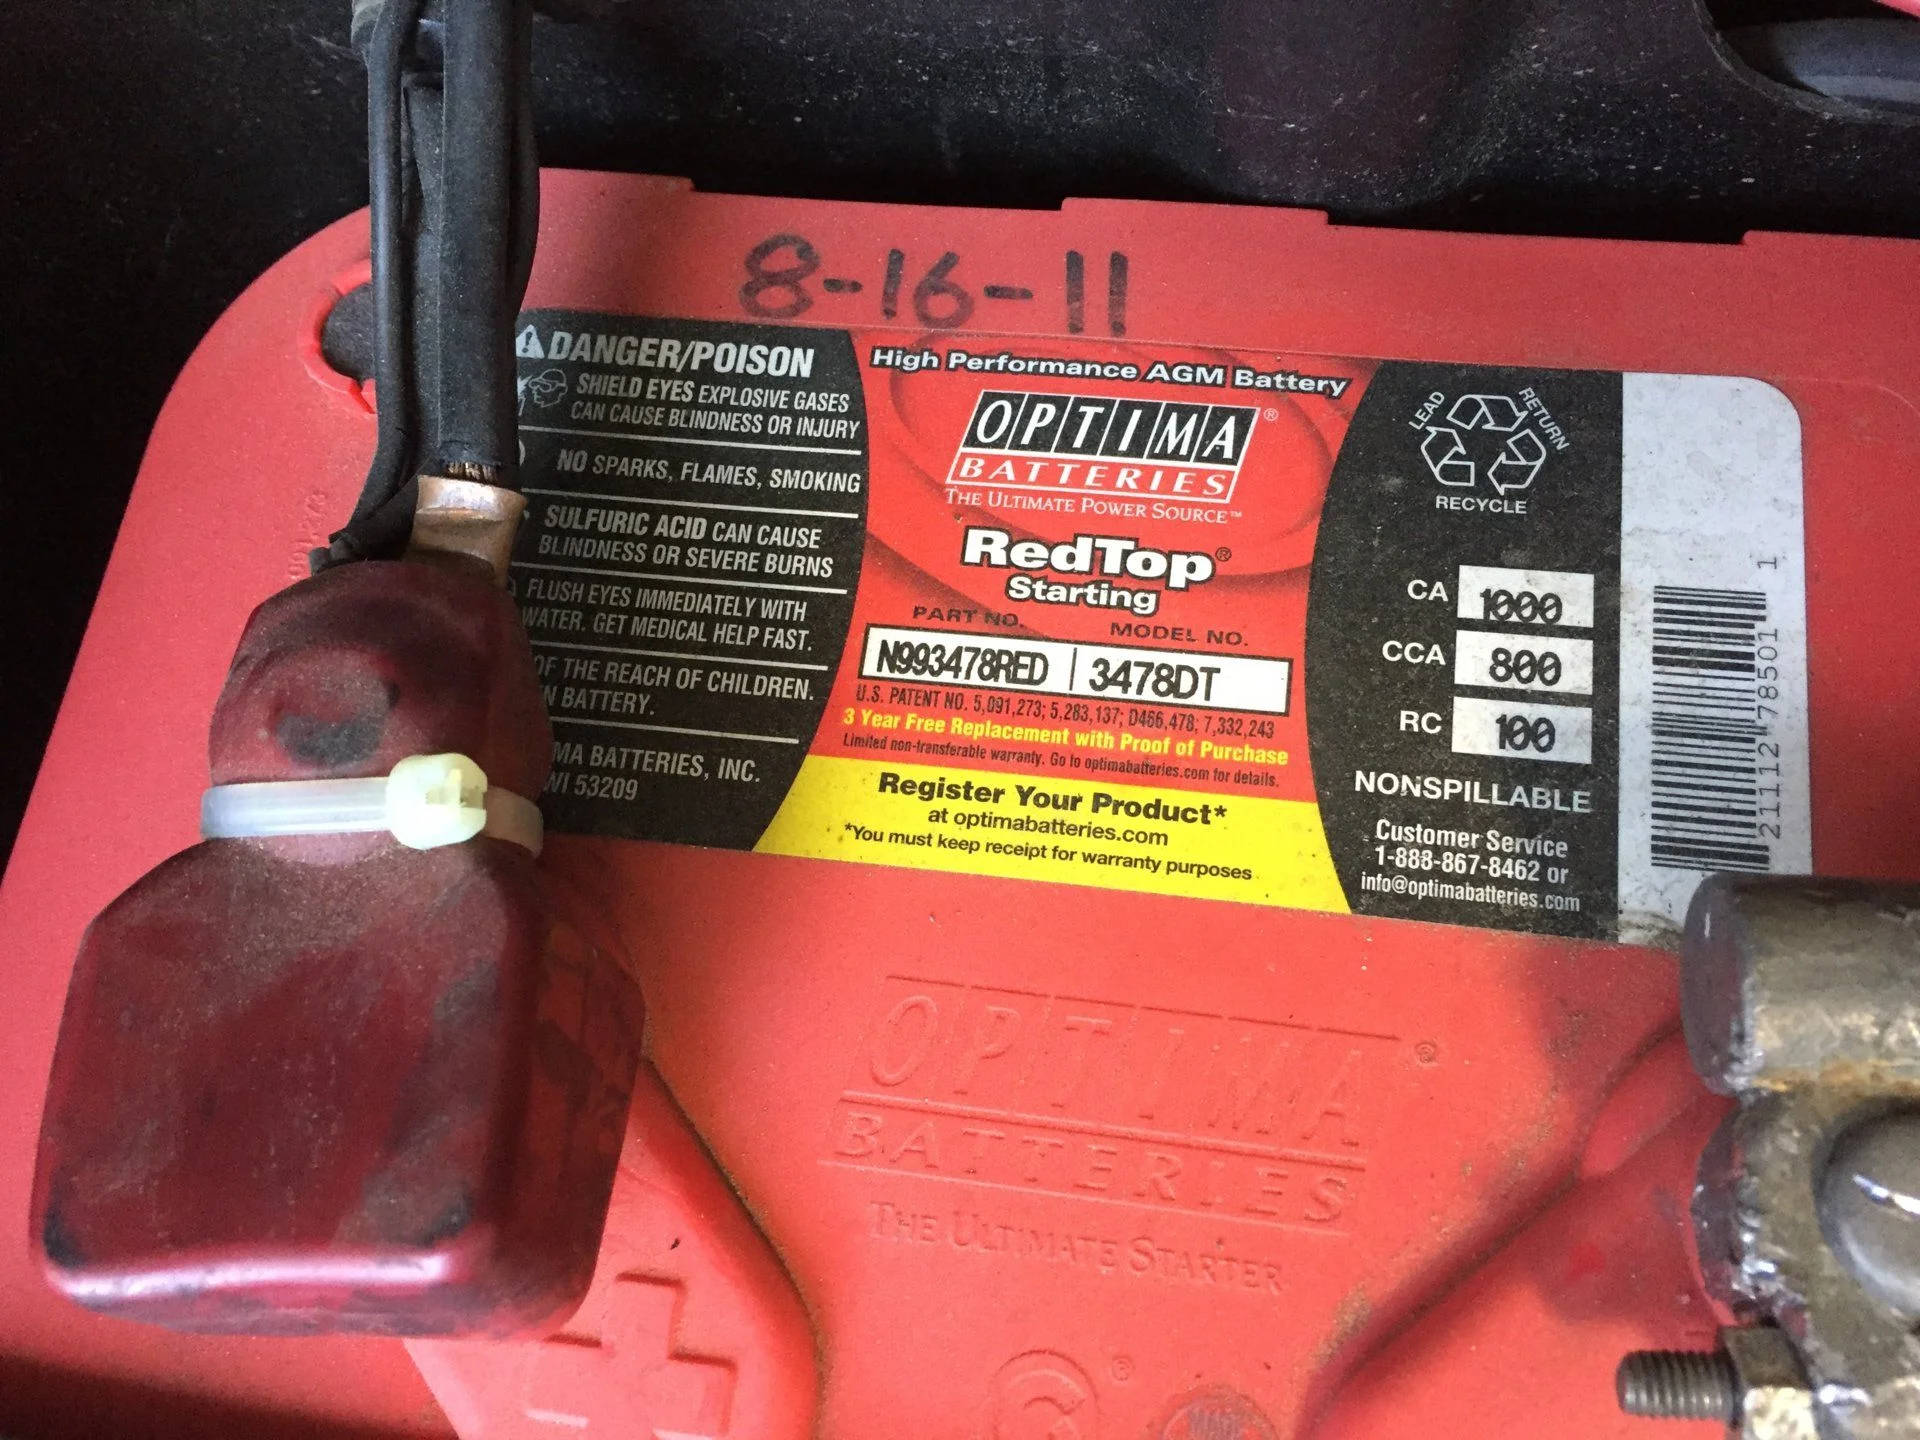 8-16-11
DANGER/POISON
SHIELD EYES EXPLOSIVE GASES
CAN CAUSE BLINDNESS OR INJURY
NO SPARKS, FLAMES, SMOKING
SULFURIC ACID CAN CAUSE
BLINDNESS OR SEVERE BURNS
FLUSH EYES IMMEDIATELY WITH
WATER. GET MEDICAL HELP FAST.
OF THE REACH OF CHILDREN.
BATTERY.
BATTERIES, INC.
WI 53209
High Performance AGM Battery
OPTIMA®
BATTERIES
THE ULTIMATE POWER SOURCE™
RedTop®
Starting
PART NO. MODEL NO.
N993478RED | 3478DT
U.S. PATENT NO. 5,091,273; 5,283,137; D466,478; 7,332,243
3 Year Free Replacement with Proof of Purchase
Limited non-transferable warranty. Go to optimabatteries.com for details.
Register Your Product*
at optimabatteries.com
*You must keep receipt for warranty purposes
LEAD RETURN
RECYCLE
CA 1000
CCA 800
RC 100
NONSPILLABLE
Customer Service
1-888-867-8462 or
info@optimabatteries.com
21112 78501 1
OPTIMA®
BATTERIES
THE ULTIMATE STARTER